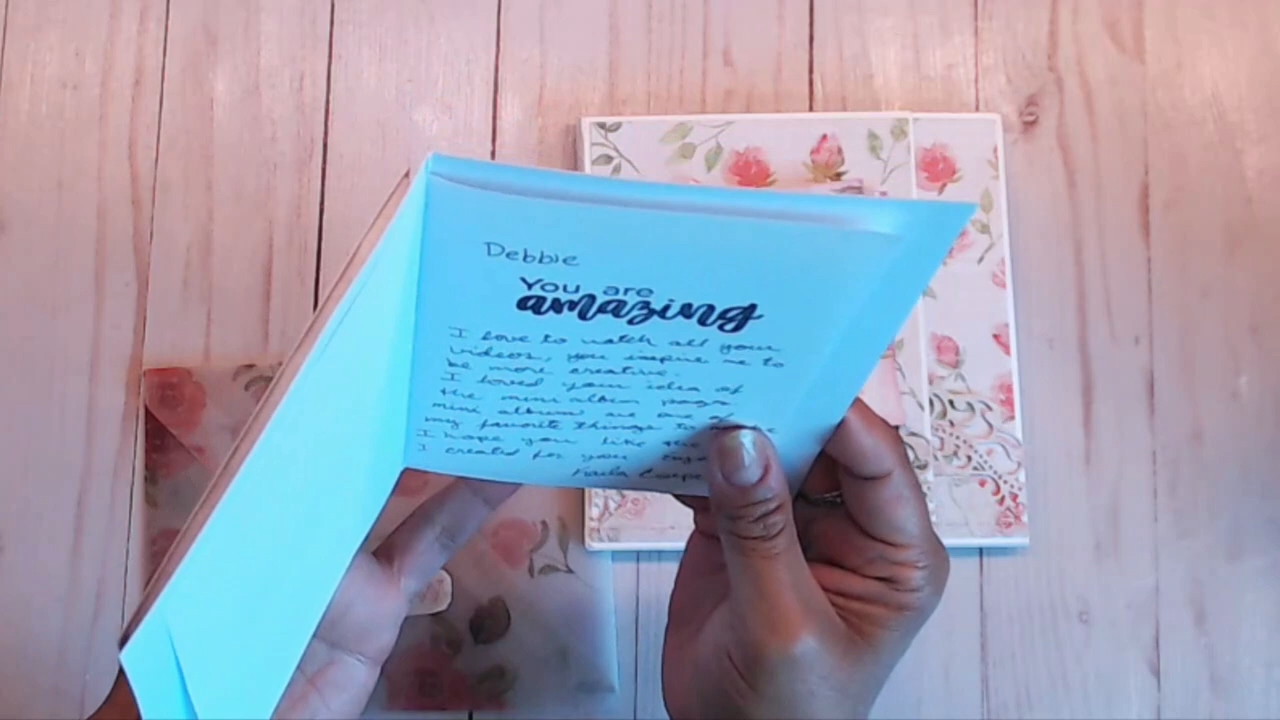 Debbie
You are
amazing
I love to watch all your
videos, you inspire me to
be more creative.
I loved your idea of
the mini album page
mini album are one of
my favorite things to
I hope you like the
I created for you